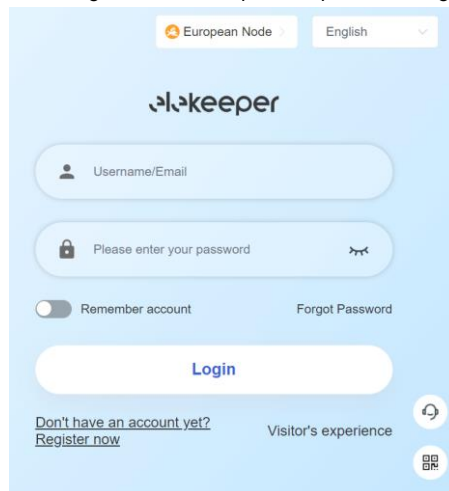 European Node
English
elekeeper
Username/Email
Please enter your password
Remember account
Forgot Password
Login
Don't have an account yet?
Register now
Visitor's experience